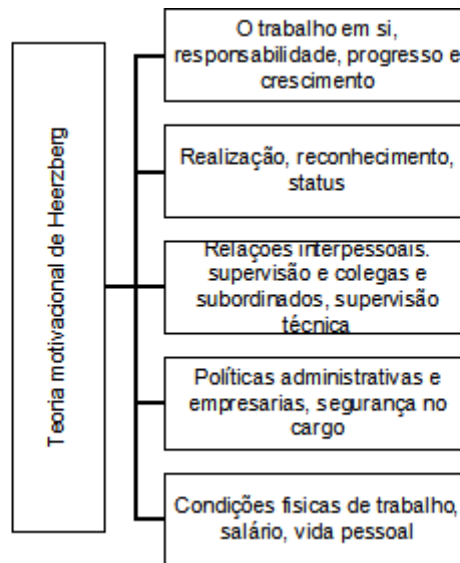 Teoria motivacional de Heerzberg
O trabalho em si,
responsabilidade, progresso e
crescimento
Realização, reconhecimento,
status
Relações interpessoais.
supervisão e colegas e
subordinados, supervisão
técnica
Políticas administrativas e
empresarias, segurança no
cargo
Condições fisicas de trabalho,
salário, vida pessoal